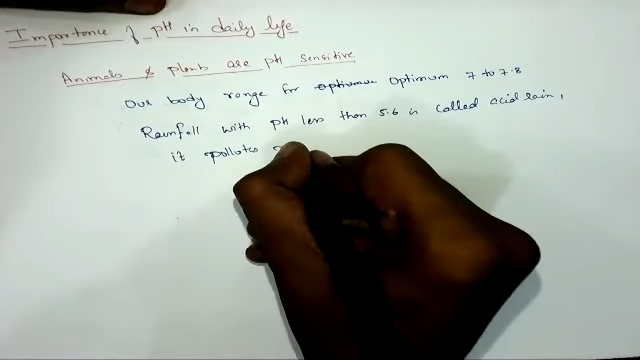 Importance of pH in daily life
Animals & plants are pH sensitive
Our body range for optimum 7 to 7.8
Rainfall with pH less than 5.6 is called acid rain,
it pollutes